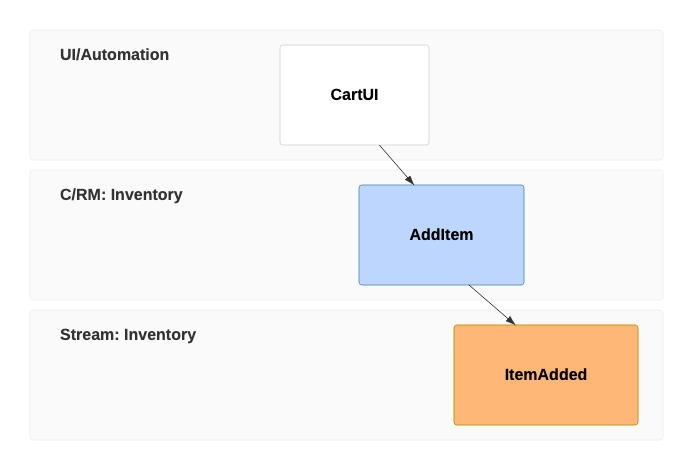 UI/Automation
CartUI
C/RM: Inventory
AddItem
Stream: Inventory
ItemAdded